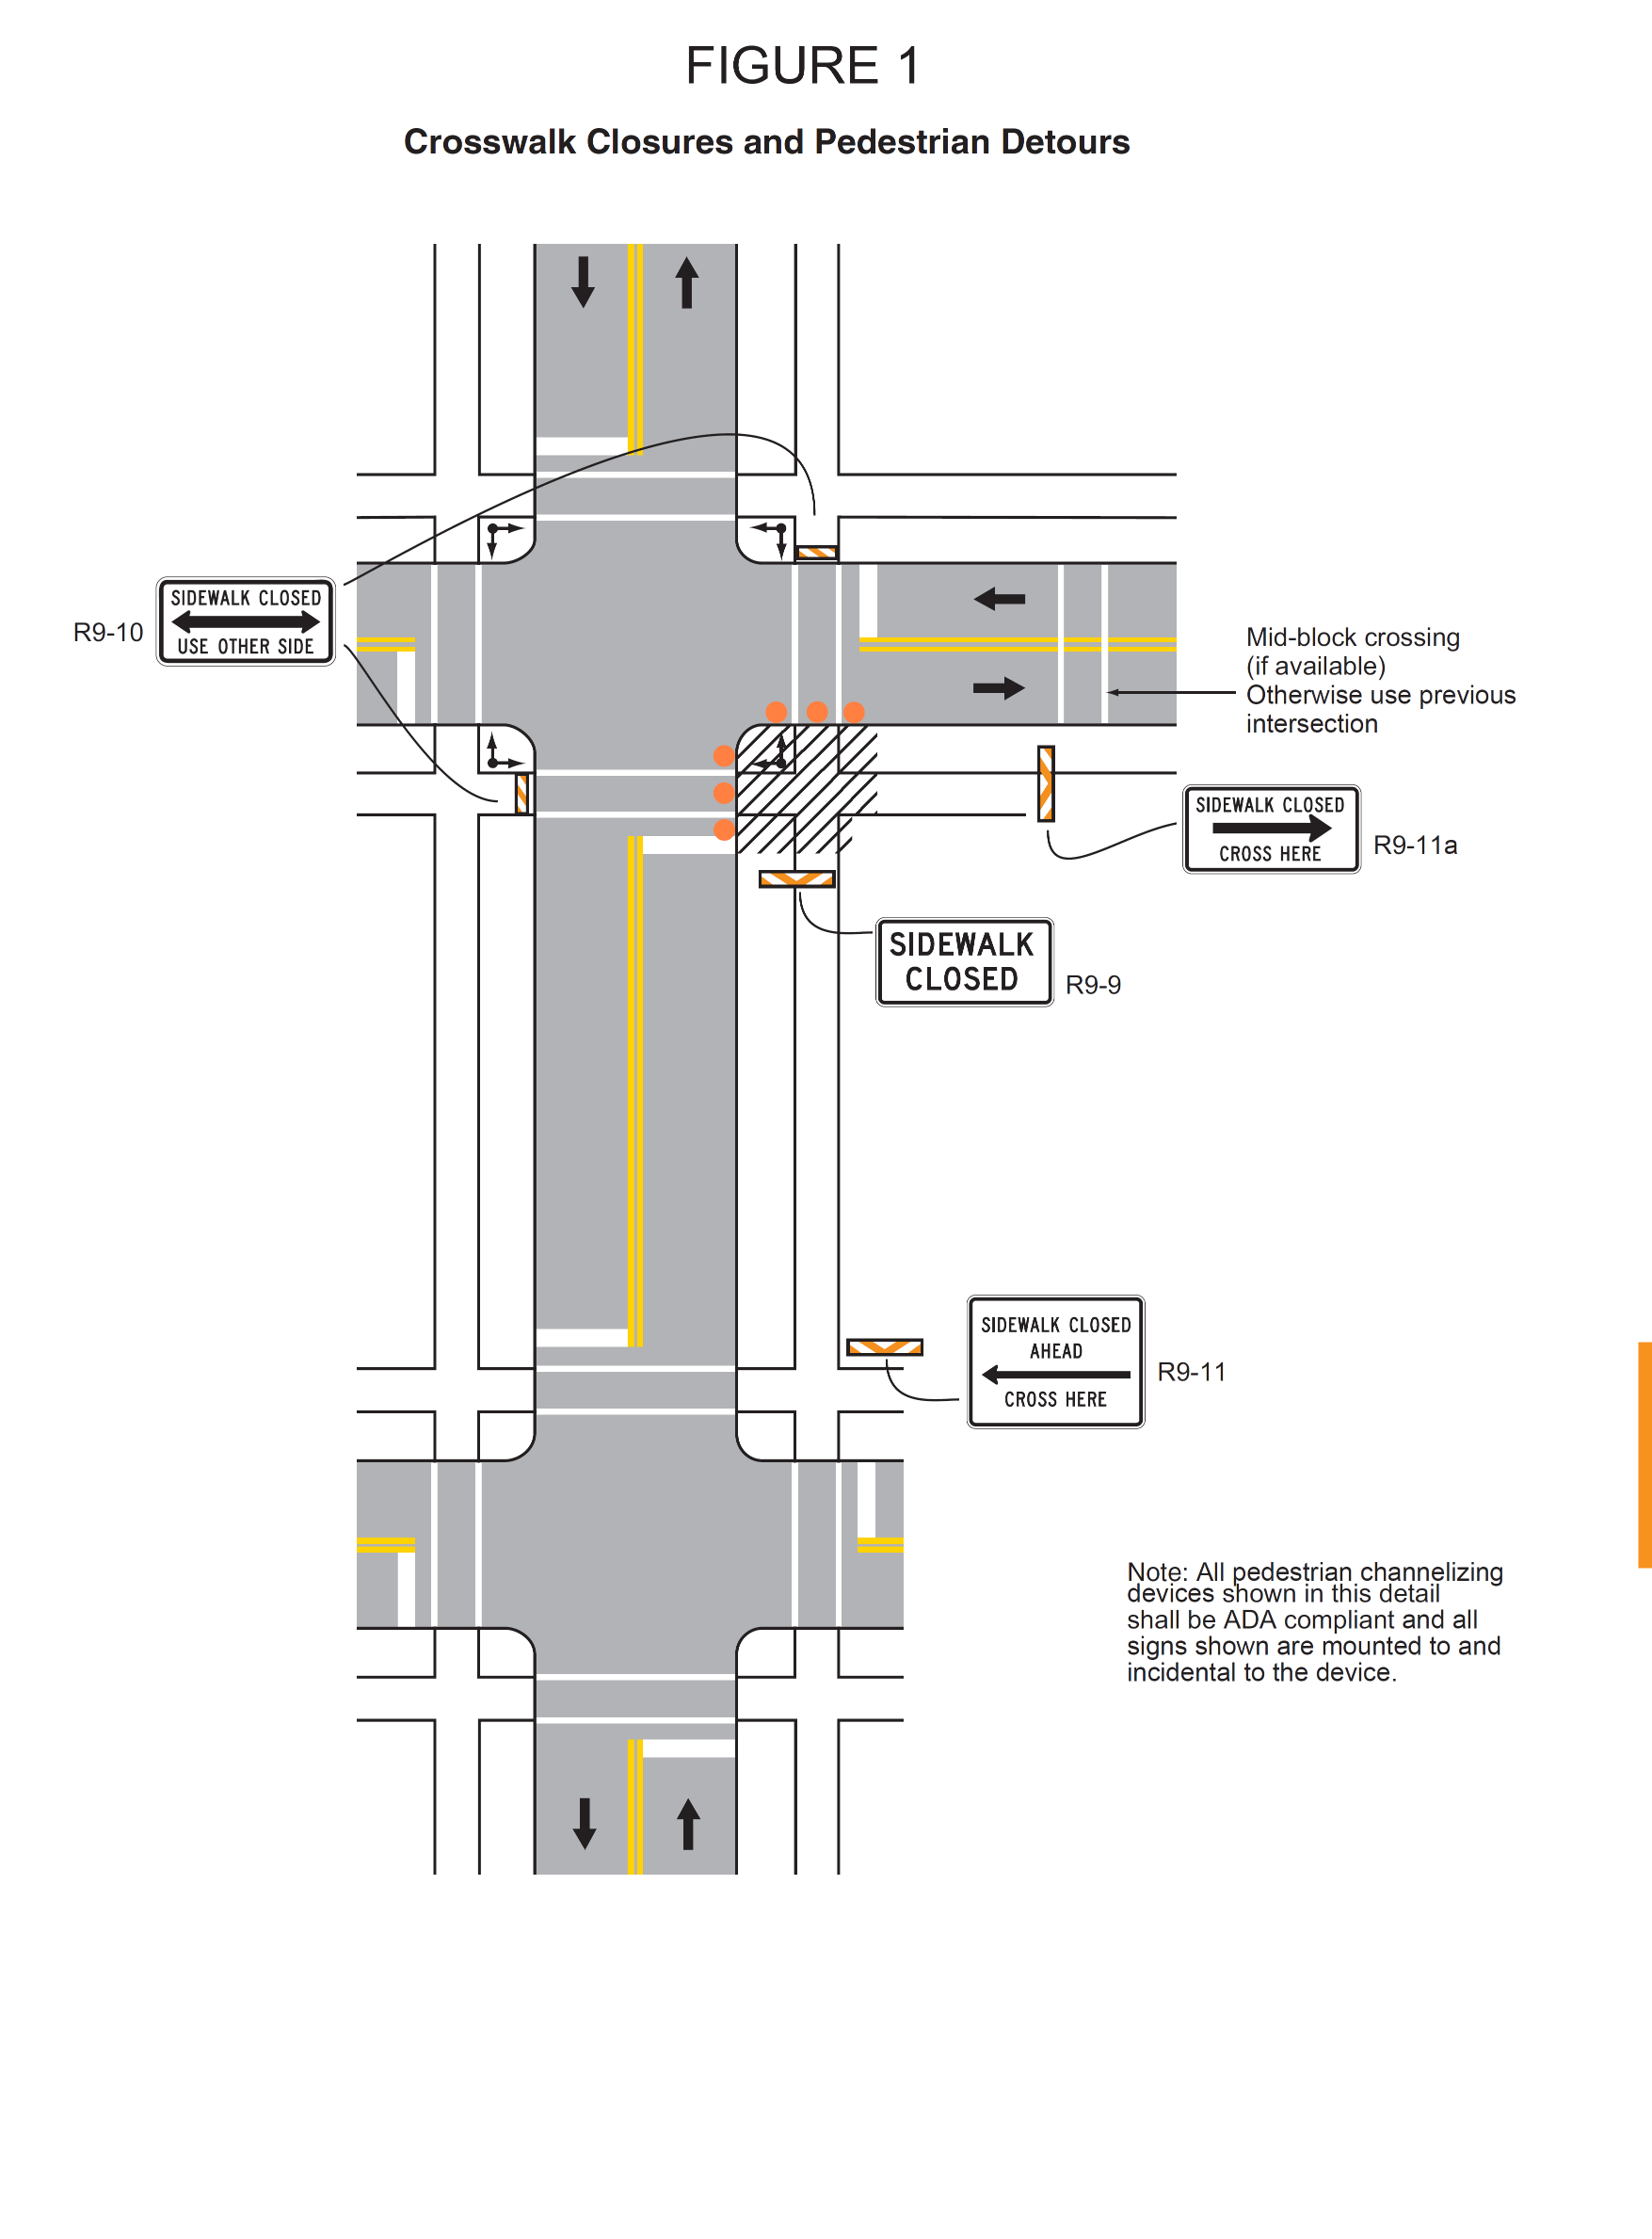 FIGURE 1
Crosswalk Closures and Pedestrian Detours
SIDEWALK CLOSED
USE OTHER SIDE
R9-10
Mid-block crossing
(if available)
Otherwise use previous
intersection
SIDEWALK CLOSED
CROSS HERE
R9-11a
SIDEWALK
CLOSED
R9-9
SIDEWALK CLOSED
AHEAD
CROSS HERE
R9-11
Note: All pedestrian channelizing
devices shown in this detail
shall be ADA compliant and all
signs shown are mounted to and
incidental to the device.